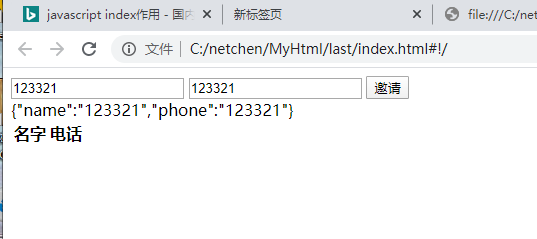 javascript index作用 - 国内
新标签页
file:///C:/net
文件
C:/netchen/MyHtml/last/index.html#!/
123321 123321 邀请
{"name":"123321","phone":"123321"}
名字 电话